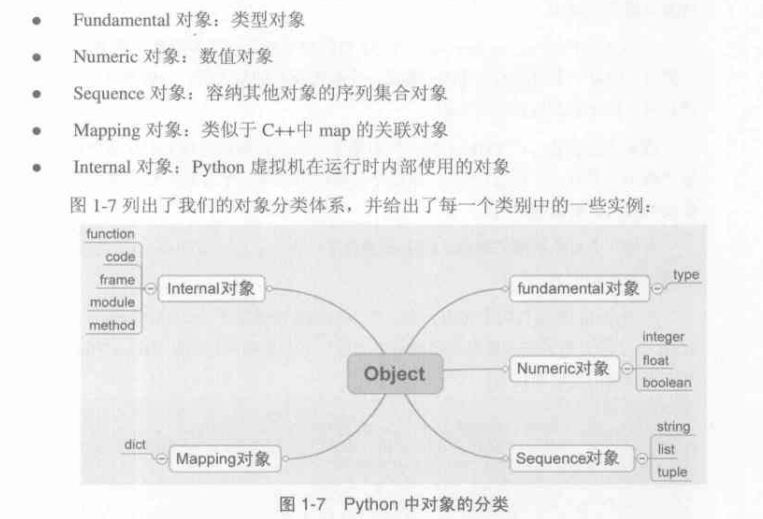 • Fundamental 对象：类型对象
• Numeric 对象：数值对象
• Sequence 对象：容纳其他对象的序列集合对象
• Mapping 对象：类似于 C++中 map 的关联对象
• Internal 对象：Python 虚拟机在运行时内部使用的对象
图 1-7 列出了我们的对象分类体系，并给出了每一个类别中的一些实例：
function
code
frame
module
method
Internal对象
fundamental对象
type
Object
Numeric对象
integer
float
boolean
dict
Mapping对象
Sequence对象
string
list
tuple
图 1-7 Python 中对象的分类